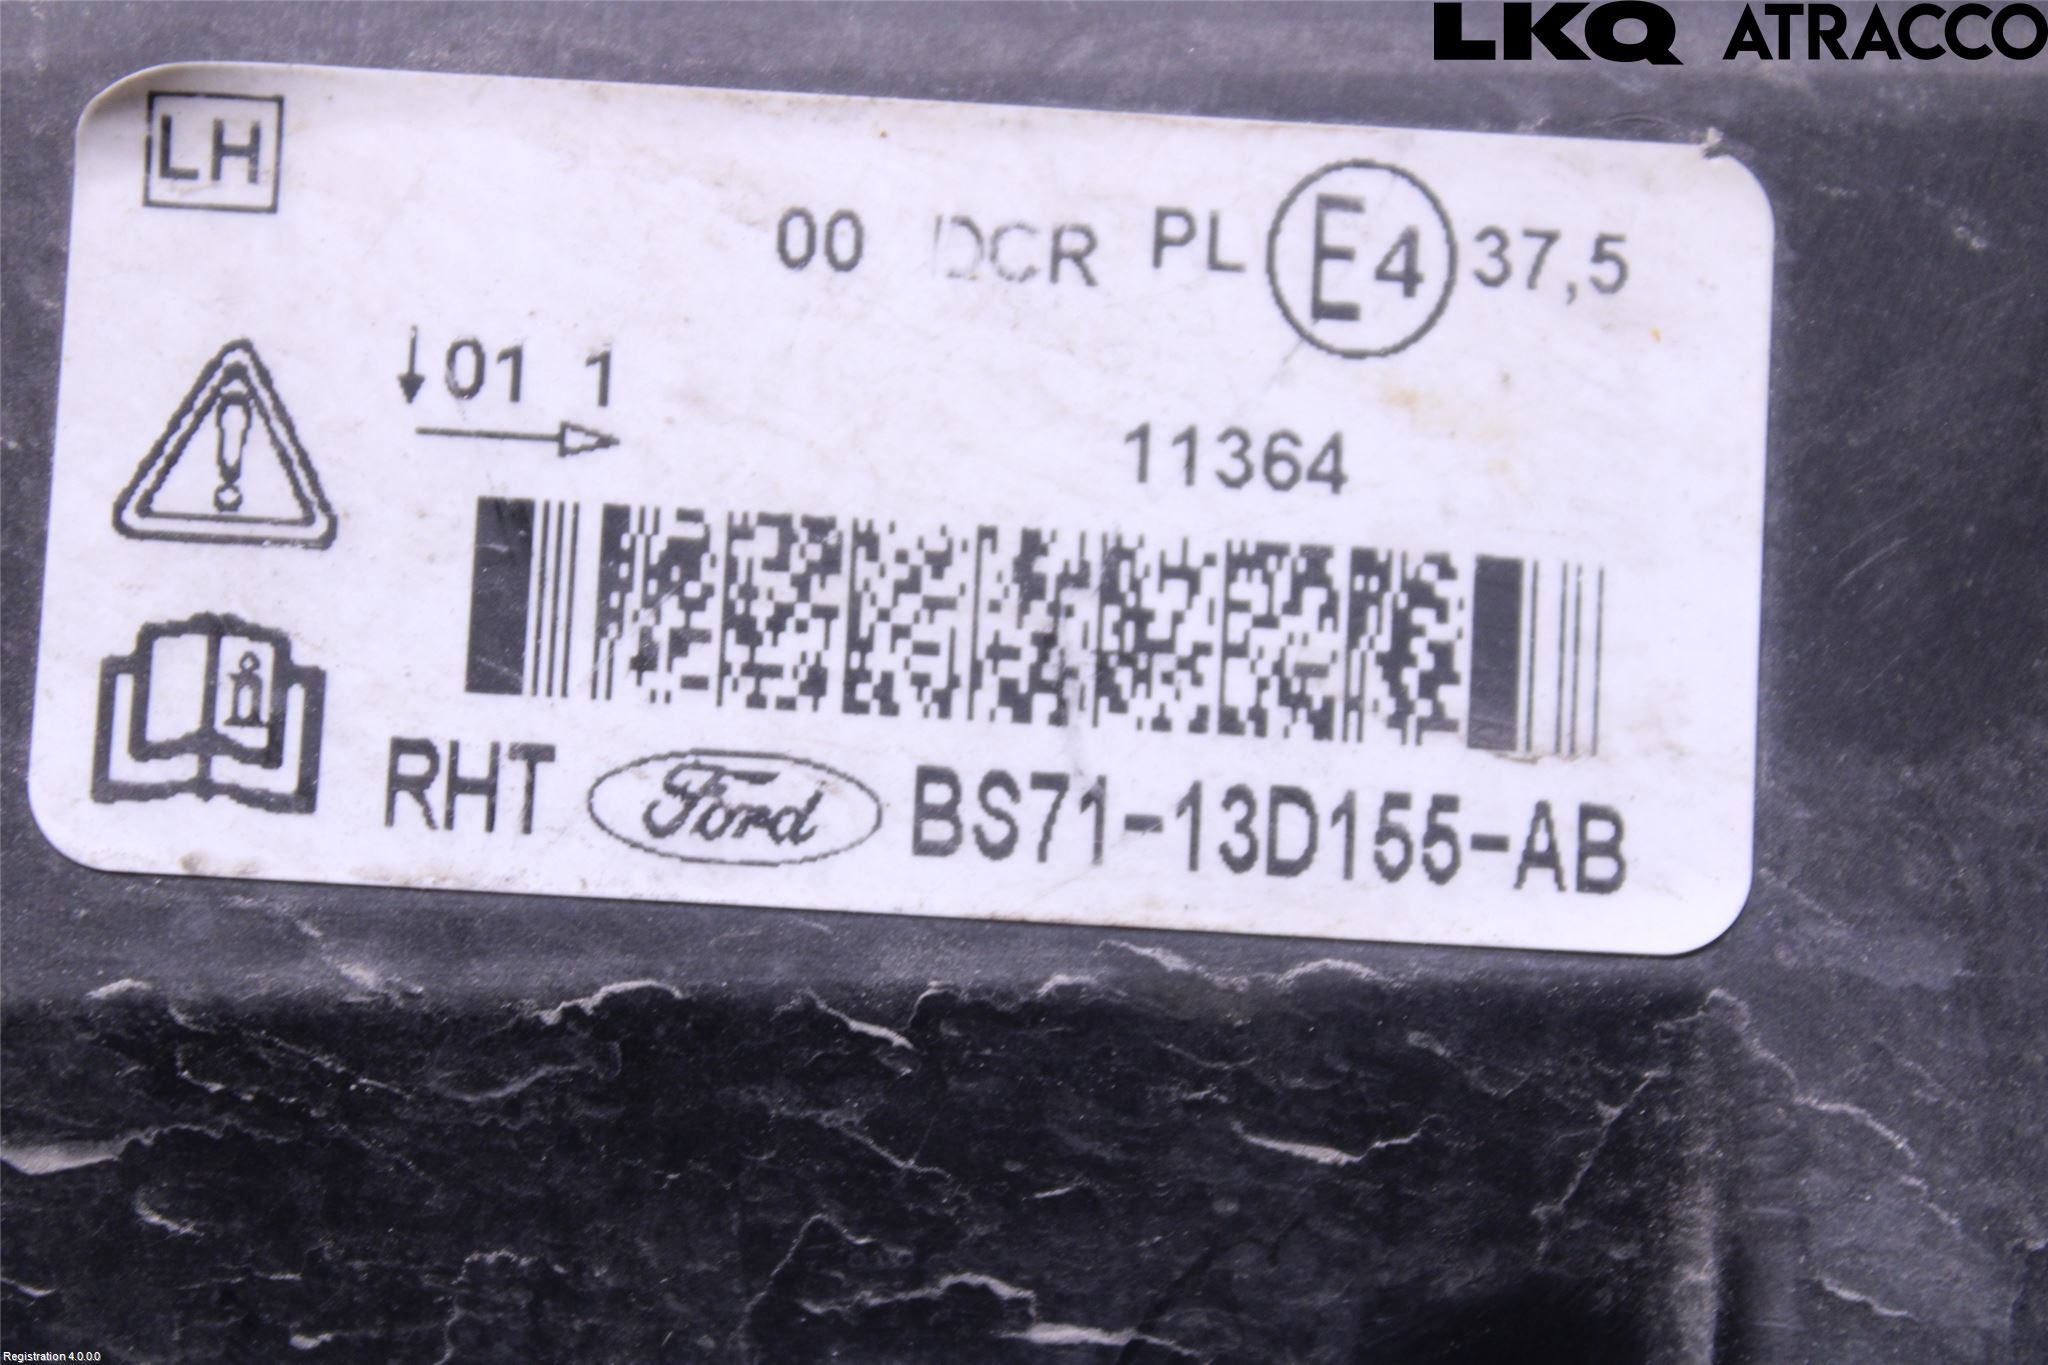 LKQ ATRACCO
LH
00 DCR PL E4 37,5
01 1
11364
RHT Ford BS71-13D155-AB
Registration 4.0.0.0